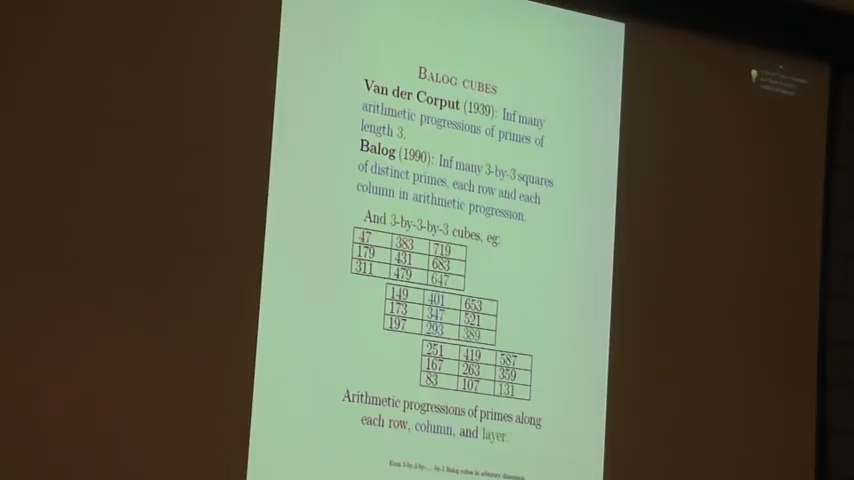 BALOG CUBES
Van der Corput (1939): Inf many
arithmetic progressions of primes of
length 3.
Balog (1990): Inf many 3-by-3 squares
of distinct primes, each row and each
column in arithmetic progression.
And 3-by-3-by-3 cubes, eg:
47 383 719
179 431 683
311 479 647
149 401 653
173 347 521
197 293 389
251 419 587
167 263 359
83 107 131
Arithmetic progressions of primes along
each row, column, and layer.